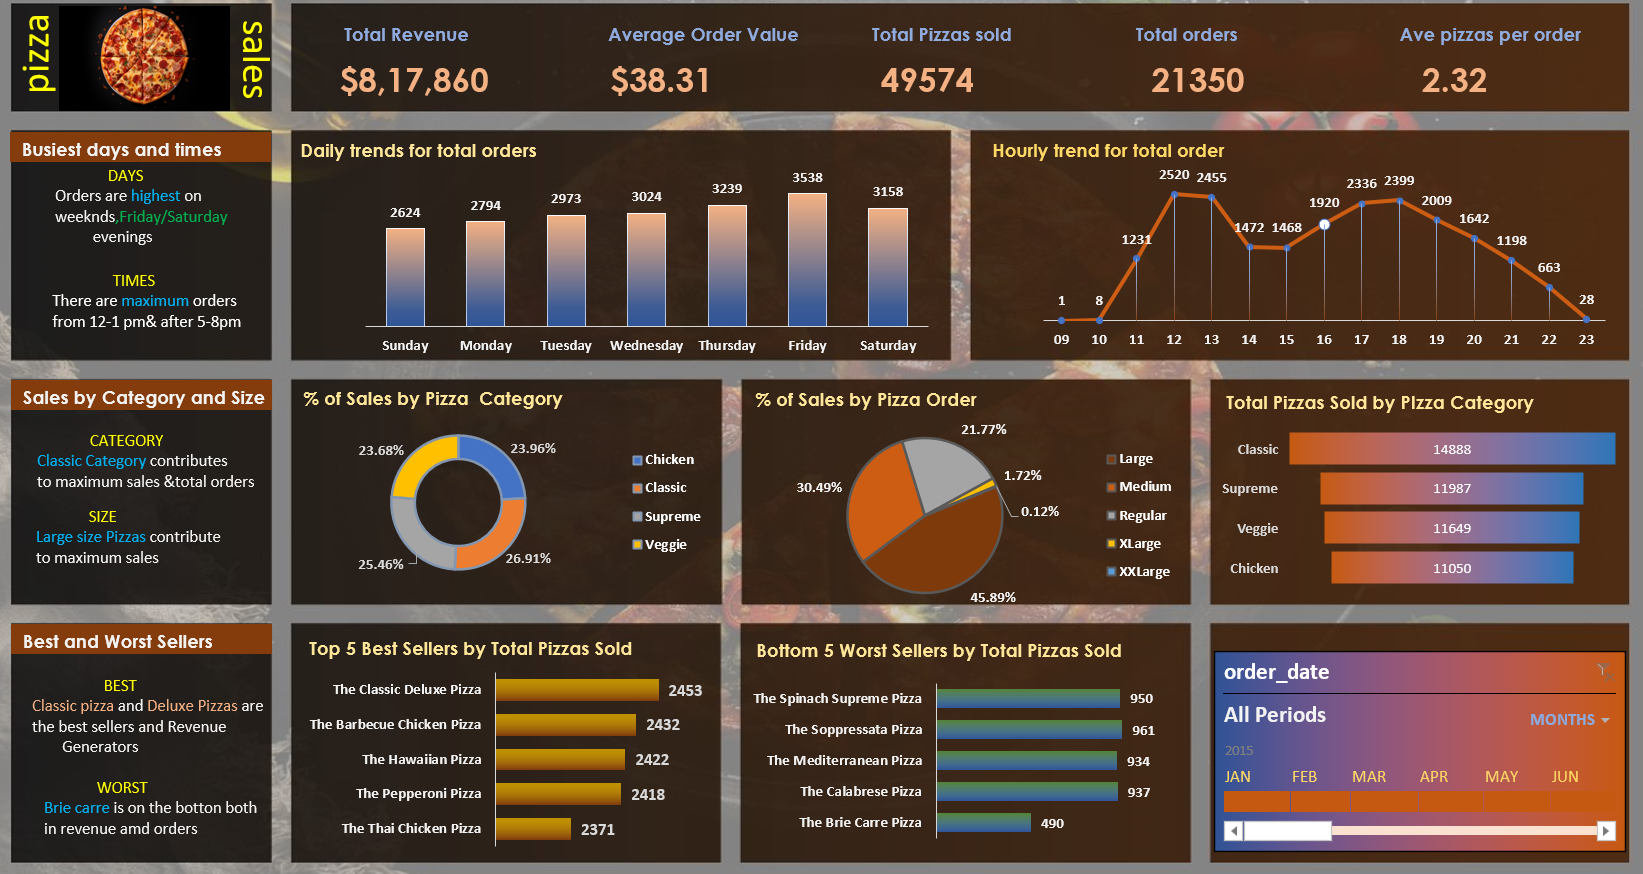 pizza
sales
Total Revenue
$8,17,860
Average Order Value
$38.31
Total Pizzas sold
49574
Total orders
21350
Ave pizzas per order
2.32
Busiest days and times
DAYS
Orders are highest on
weeknds,Friday/Saturday
evenings
TIMES
There are maximum orders
from 12-1 pm& after 5-8pm
Daily trends for total orders
2624
2794
2973
3024
3239
3538
3158
Sunday
Monday
Tuesday
Wednesday
Thursday
Friday
Saturday
Hourly trend for total order
1
8
1231
2520
2455
1472
1468
1920
2336
2399
2009
1642
1198
663
28
09
10
11
12
13
14
15
16
17
18
19
20
21
22
23
Sales by Category and Size
CATEGORY
Classic Category contributes
to maximum sales &total orders
SIZE
Large size Pizzas contribute
to maximum sales
% of Sales by Pizza  Category
23.68%
23.96%
25.46%
26.91%
Chicken
Classic
Supreme
Veggie
% of Sales by Pizza Order
21.77%
1.72%
30.49%
0.12%
45.89%
Large
Medium
Regular
XLarge
XXLarge
Total Pizzas Sold by PIzza Category
Classic 14888
Supreme 11987
Veggie 11649
Chicken 11050
Best and Worst Sellers
BEST
Classic pizza and Deluxe Pizzas are
the best sellers and Revenue
Generators
WORST
Brie carre is on the botton both
in revenue amd orders
Top 5 Best Sellers by Total Pizzas Sold
The Classic Deluxe Pizza 2453
The Barbecue Chicken Pizza 2432
The Hawaiian Pizza 2422
The Pepperoni Pizza 2418
The Thai Chicken Pizza 2371
Bottom 5 Worst Sellers by Total Pizzas Sold
The Spinach Supreme Pizza 950
The Soppressata Pizza 961
The Mediterranean Pizza 934
The Calabrese Pizza 937
The Brie Carre Pizza 490
order_date
All Periods
MONTHS
2015
JAN FEB MAR APR MAY JUN